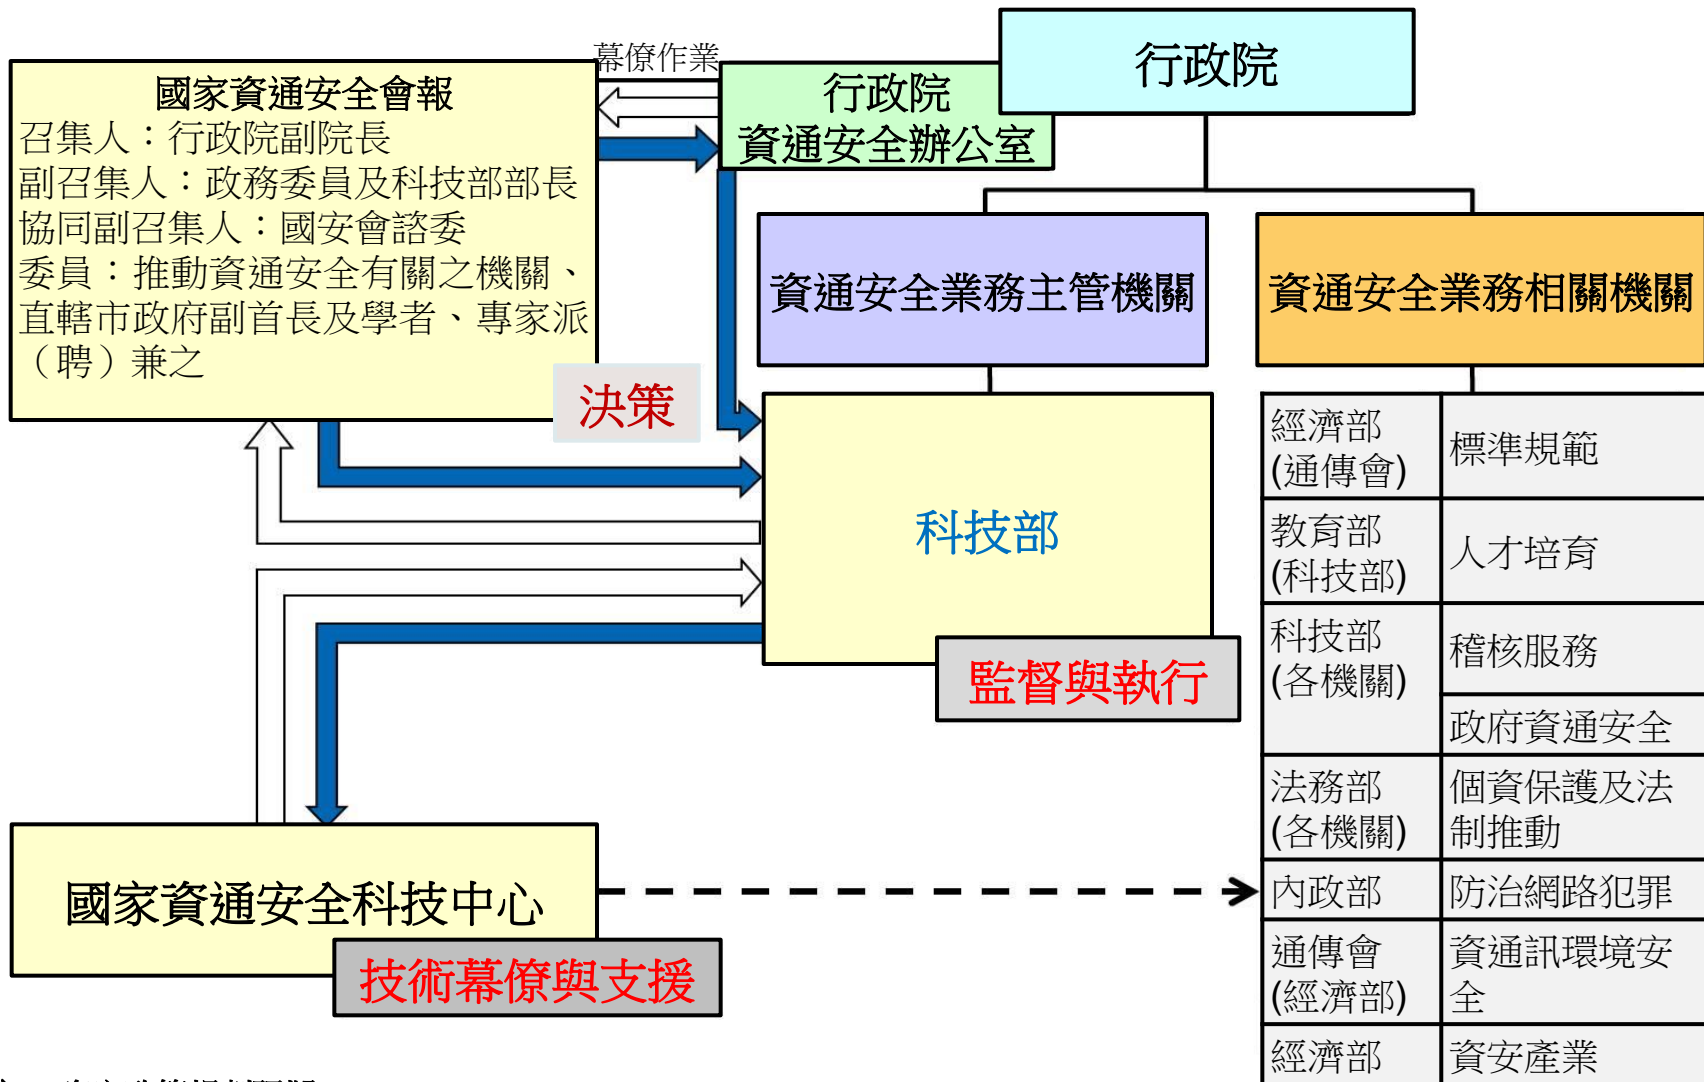 幕僚作業
行政院
國家資通安全會報
召集人：行政院副院長
副召集人：政務委員及科技部部長
協同副召集人：國安會諮委
委員：推動資通安全有關之機關、
直轄市政府副首長及學者、專家派
（聘）兼之
決策
行政院
資通安全辦公室
資通安全業務主管機關
資通安全業務相關機關
科技部
監督與執行
經濟部
(通傳會)
標準規範
教育部
(科技部)
人才培育
科技部
(各機關)
稽核服務
政府資通安全
法務部
(各機關)
個資保護及法
制推動
內政部
防治網路犯罪
通傳會
(經濟部)
資通訊環境安
全
經濟部
資安產業
國家資通安全科技中心
技術幕僚與支援